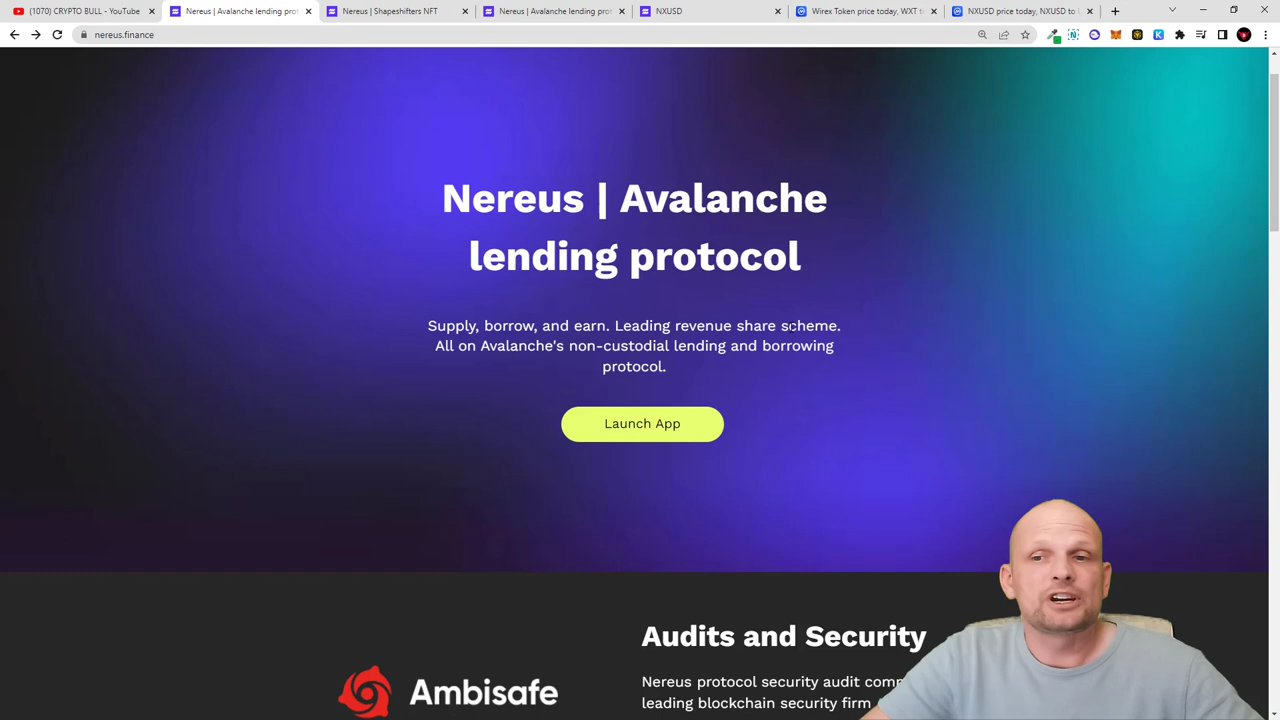 (1070) CRYPTO BULL - YouTube
Nereus | Avalanche lending prot
Nereus | Shapeshifters NFT
Nereus | Avalanche lending prot
NXUSD
Wirex Token price today, WXT to
NXUSD price today, NXUSD to
nereus.finance
Nereus | Avalanche
lending protocol
Supply, borrow, and earn. Leading revenue share scheme.
All on Avalanche's non-custodial lending and borrowing
protocol.
Launch App
Audits and Security
Ambisafe
Nereus protocol security audit
leading blockchain security firm